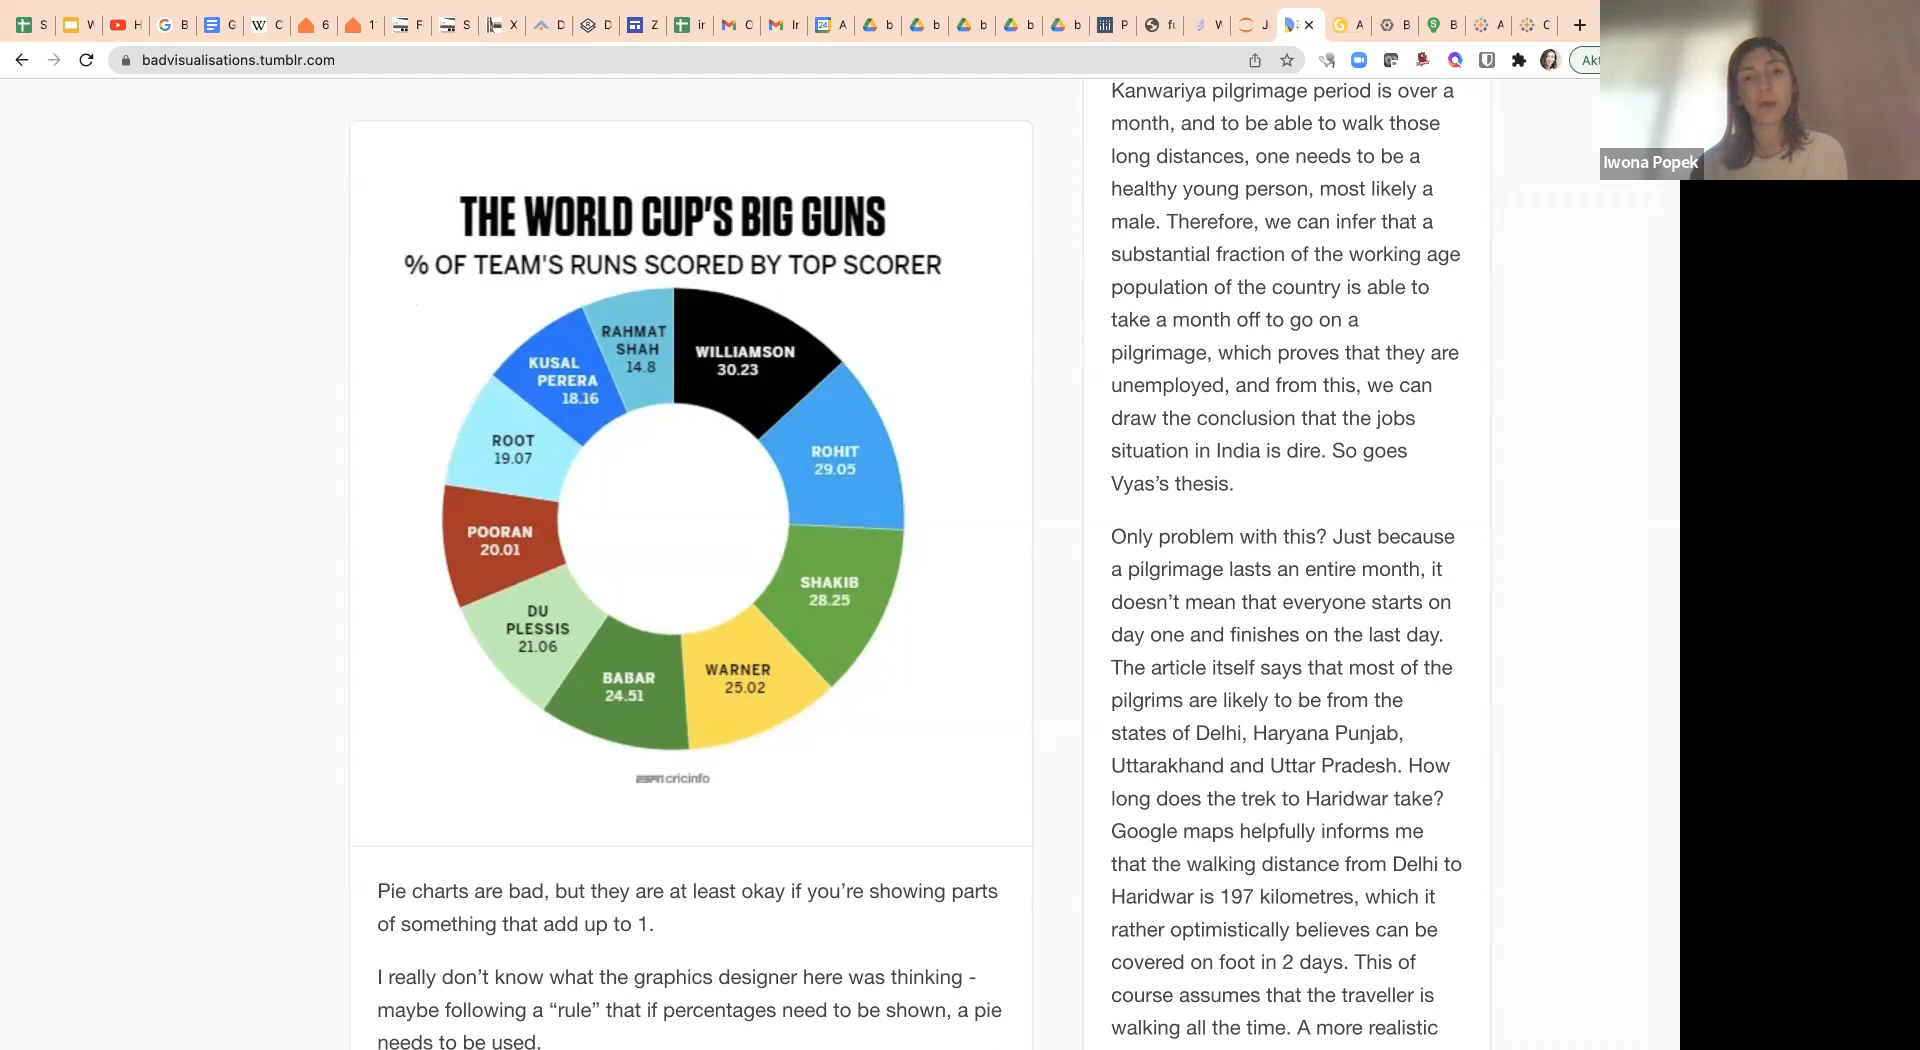 S
V
H
B
G
C
6
1
F
S
X
D
D
Z
ir
C
Ir
A
b
b
b
b
b
P
fu
V
J
A
B
B
A
C
badvisualisations.tumblr.com
Akt
Iwona Popek
THE WORLD CUP'S BIG GUNS
% OF TEAM'S RUNS SCORED BY TOP SCORER
RAHMAT
SHAH
14.8
WILLIAMSON
30.23
KUSAL
PERERA
18.16
ROHIT
29.05
ROOT
19.07
POORAN
20.01
SHAKIB
28.25
DU
PLESSIS
21.06
BABAR
24.51
WARNER
25.02
ESPN cricinfo
Pie charts are bad, but they are at least okay if you’re showing parts
of something that add up to 1.
I really don’t know what the graphics designer here was thinking -
maybe following a “rule” that if percentages need to be shown, a pie
needs to be used.
Kanwariya pilgrimage period is over a
month, and to be able to walk those
long distances, one needs to be a
healthy young person, most likely a
male. Therefore, we can infer that a
substantial fraction of the working age
population of the country is able to
take a month off to go on a
pilgrimage, which proves that they are
unemployed, and from this, we can
draw the conclusion that the jobs
situation in India is dire. So goes
Vyas’s thesis.
Only problem with this? Just because
a pilgrimage lasts an entire month, it
doesn’t mean that everyone starts on
day one and finishes on the last day.
The article itself says that most of the
pilgrims are likely to be from the
states of Delhi, Haryana Punjab,
Uttarakhand and Uttar Pradesh. How
long does the trek to Haridwar take?
Google maps helpfully informs me
that the walking distance from Delhi to
Haridwar is 197 kilometres, which it
rather optimistically believes can be
covered on foot in 2 days. This of
course assumes that the traveller is
walking all the time. A more realistic